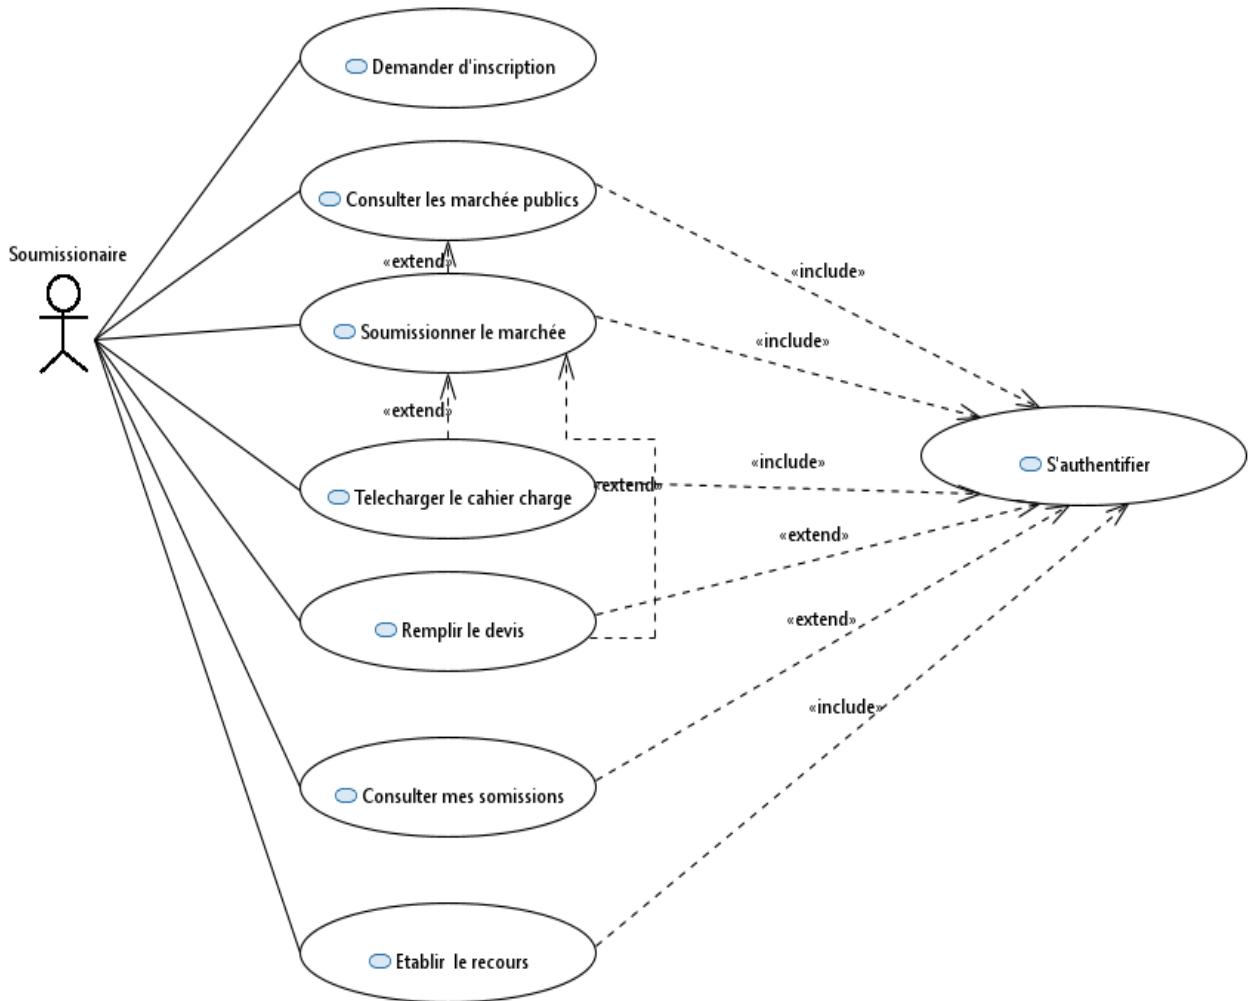 Demander d'inscription
Consulter les marchée publics
Soumissionaire
«extend»
«include»
Soumissionner le marchée
«include»
«extend»
«include»
S'authentifier
Telecharger le cahier charge
«extend»
«extend»
Remplir le devis
«extend»
«include»
Consulter mes somissions
Etablir le recours